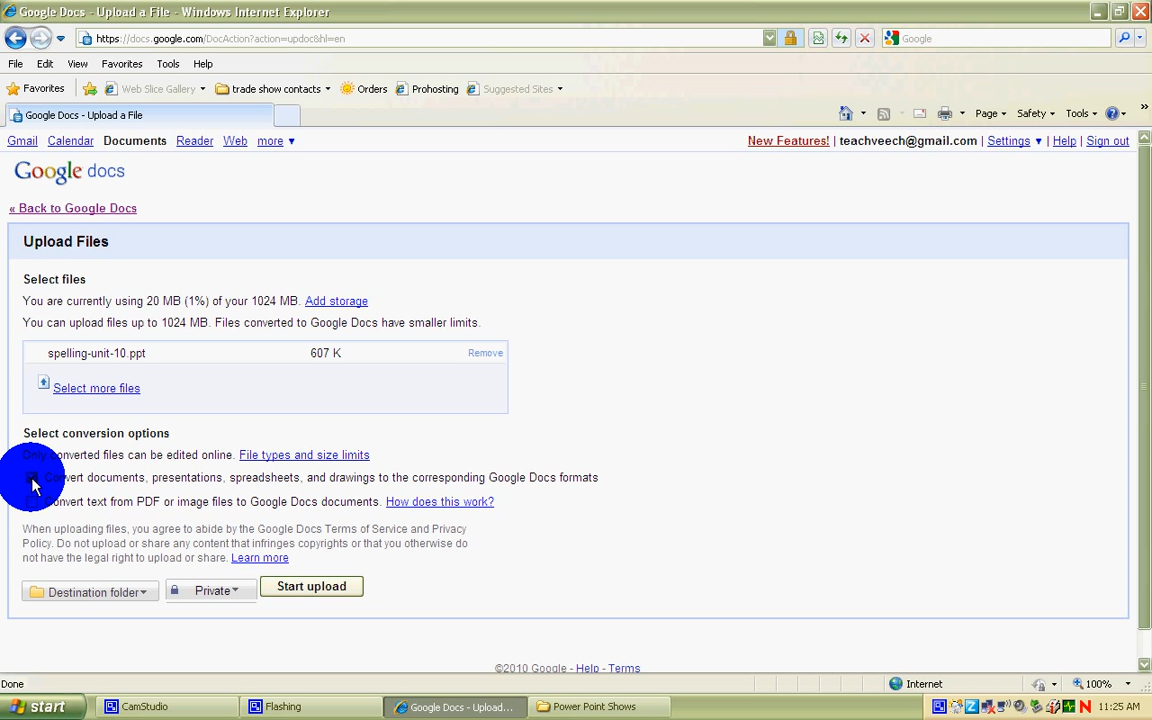 Google Docs - Upload a File - Windows Internet Explorer
https://docs.google.com/DocAction?action=updoc&hl=en
Google
File Edit View Favorites Tools Help
Favorites Web Slice Gallery trade show contacts Orders Prohosting Suggested Sites
Google Docs - Upload a File
Page Safety Tools
Gmail Calendar Documents Reader Web more ▼
New Features! | teachveech@gmail.com | Settings ▼ | Help | Sign out
Google docs
« Back to Google Docs
Upload Files
Select files
You are currently using 20 MB (1%) of your 1024 MB. Add storage
You can upload files up to 1024 MB. Files converted to Google Docs have smaller limits.
spelling-unit-10.ppt 607 K Remove
Select more files
Select conversion options
Only converted files can be edited online. File types and size limits
Convert documents, presentations, spreadsheets, and drawings to the corresponding Google Docs formats
Convert text from PDF or image files to Google Docs documents. How does this work?
When uploading files, you agree to abide by the Google Docs Terms of Service and Privacy
Policy. Do not upload or share any content that infringes copyrights or that you otherwise do
not have the legal right to upload or share. Learn more
Destination folder Private Start upload
©2010 Google - Help - Terms
Done Internet 100%
start CamStudio Flashing Google Docs - Upload... Power Point Shows 11:25 AM